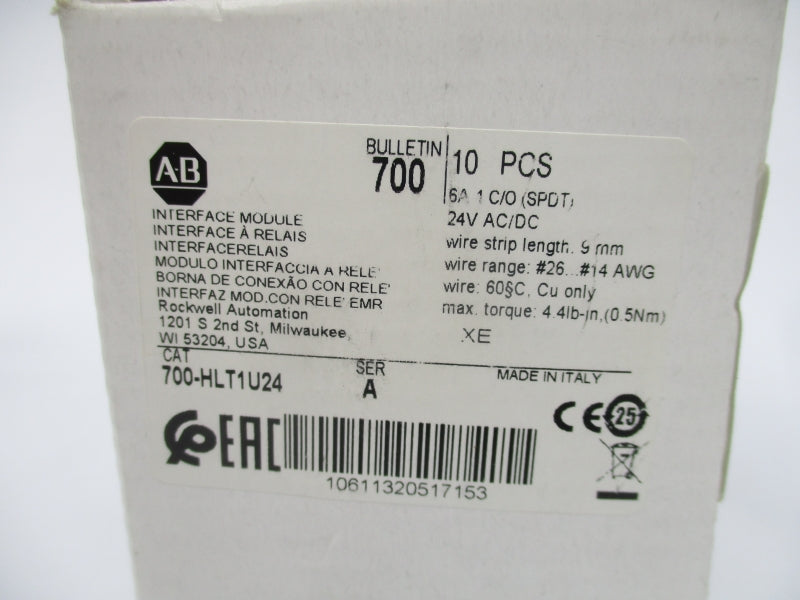 A-B
BULLETIN
700
10 PCS
6A 1 C/O (SPDT)
24V AC/DC
wire strip length. 9 mm
wire range: #26...#14 AWG
wire: 60§C, Cu only
max. torque: 4.4lb-in,(0.5Nm)
XE
INTERFACE MODULE
INTERFACE À RELAIS
INTERFACERELAIS
MODULO INTERFACCIA A RELE'
BORNA DE CONEXÃO CON RELE'
INTERFAZ MOD.CON RELE' EMR
Rockwell Automation
1201 S 2nd St, Milwaukee,
WI 53204, USA
CAT
700-HLT1U24
SER
A
MADE IN ITALY
EAC
CE 25
10611320517153